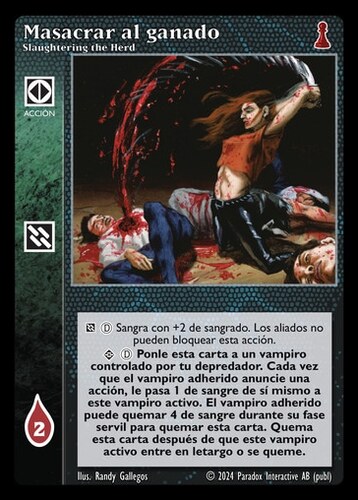 Masacrar al ganado
Slaughtering the Herd
ACCIÓN
Ⓓ Sangra con +2 de sangrado. Los aliados no
pueden bloquear esta acción.
Ⓓ Ponle esta carta a un vampiro
controlado por tu depredador. Cada vez
que el vampiro adherido anuncie una
acción, le pasa 1 de sangre de sí mismo a
este vampiro activo. El vampiro adherido
puede quemar 4 de sangre durante su fase
servil para quemar esta carta. Quema
esta carta después de que este vampiro
activo entre en letargo o se queme.
2
Ilus. Randy Gallegos
© 2024 Paradox Interactive AB (publ)